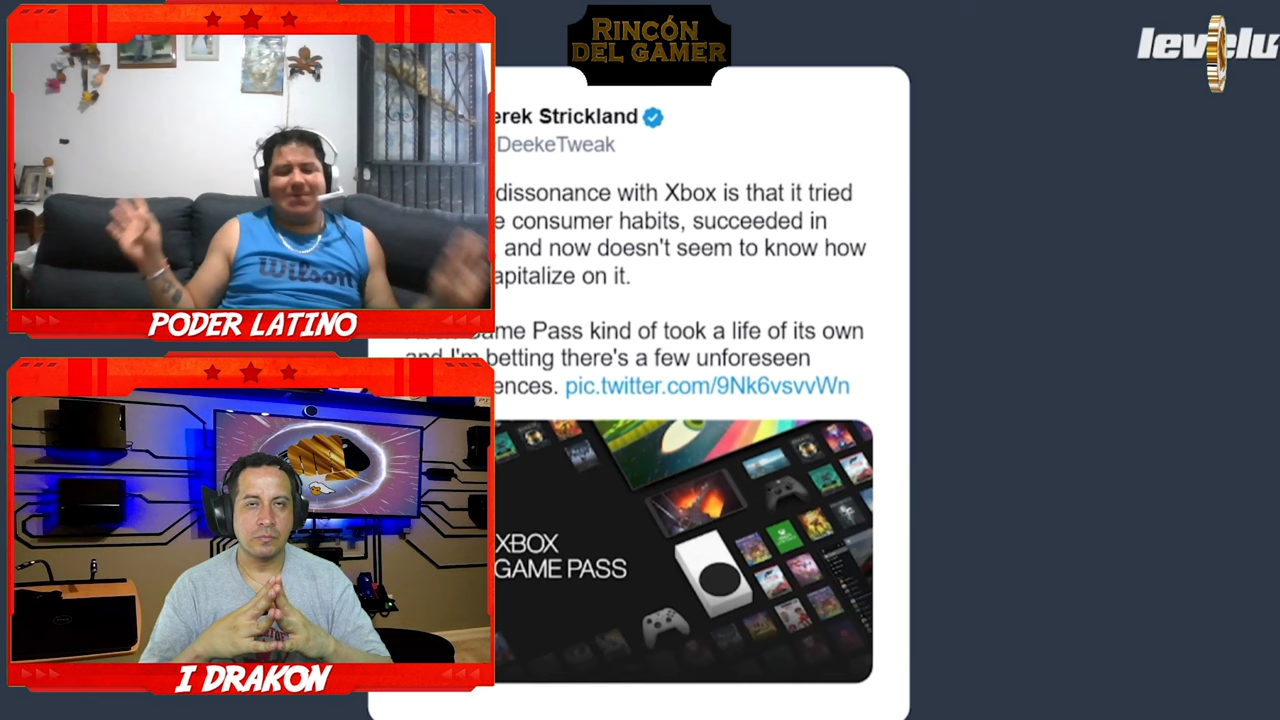 RINCÓN
DEL GAMER
levelu
erek Strickland
DeekeTweak
dissonance with Xbox is that it tried
e consumer habits, succeeded in
, and now doesn't seem to know how
apitalize on it.
Game Pass kind of took a life of its own
and I'm betting there's a few unforeseen
ences. pic.twitter.com/9Nk6vsvvWn
XBOX
GAME PASS
Wilson
PODER LATINO
I DRAKON